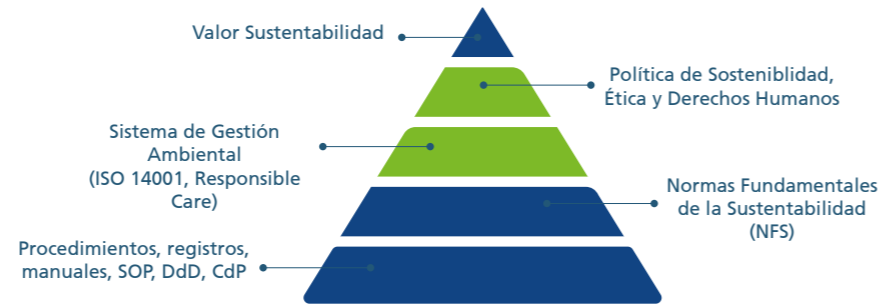 Valor Sustentabilidad
Política de Sosteniblidad,
Ética y Derechos Humanos
Sistema de Gestión
Ambiental
(ISO 14001, Responsible
Care)
Normas Fundamentales
de la Sustentabilidad
(NFS)
Procedimientos, registros,
manuales, SOP, DdD, CdP